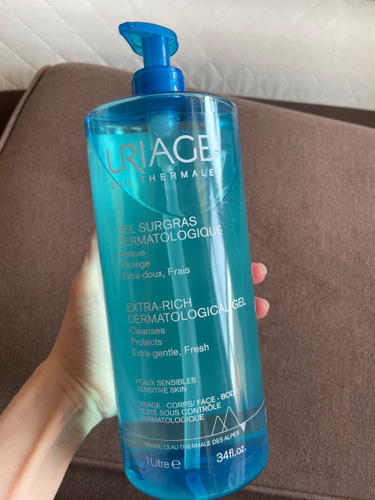 URIAGE
EAU THERMALE
GEL SURGRAS
DERMATOLOGIQUE
Nettoie
Protège
Extra-doux, Frais
EXTRA-RICH
DERMATOLOGICAL GEL
Cleanses
Protects
Extra-gentle, Fresh
PEAUX SENSIBLES
SENSITIVE SKIN
VISAGE - CORPS/ FACE - BODY
TESTÉ SOUS CONTRÔLE
DERMATOLOGIQUE
URIAGE, L'EAU THERMALE DES ALPES
1 Litre e 34fl.oz.